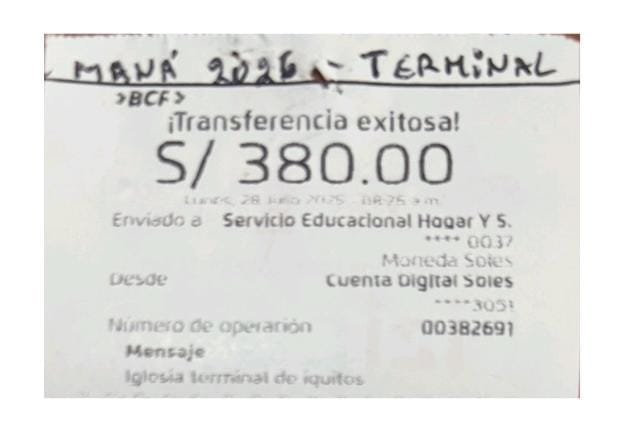 MANÁ 2026 - TERMINAL
>BCF>
¡Transferencia exitosa!
S/ 380.00
Lunes, 28 Julio 2025 - 08:25 a.m.
Enviado a Servicio Educacional Hogar Y S.
**** 0037
Moneda Soles
Desde Cuenta Digital Soles
****3051
Número de operación 00382691
Mensaje
Iglesia terminal de iquitos